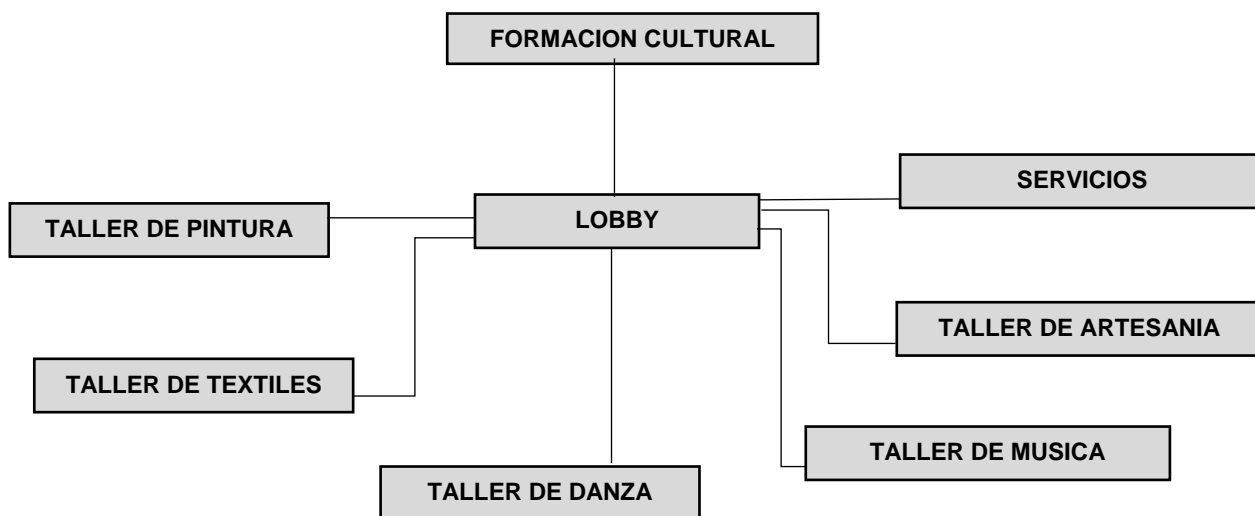 FORMACION CULTURAL
SERVICIOS
LOBBY
TALLER DE PINTURA
TALLER DE ARTESANIA
TALLER DE TEXTILES
TALLER DE MUSICA
TALLER DE DANZA